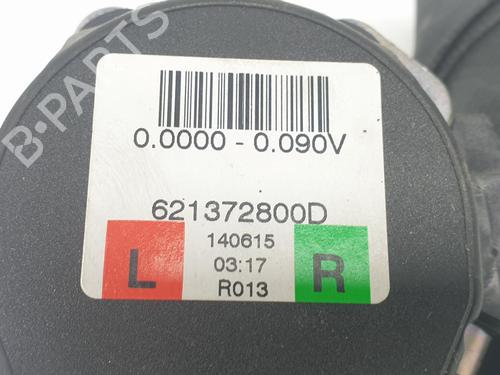 0.0000 - 0.090V
621372800D
140615
L 03:17 R
R013
B-PARTS